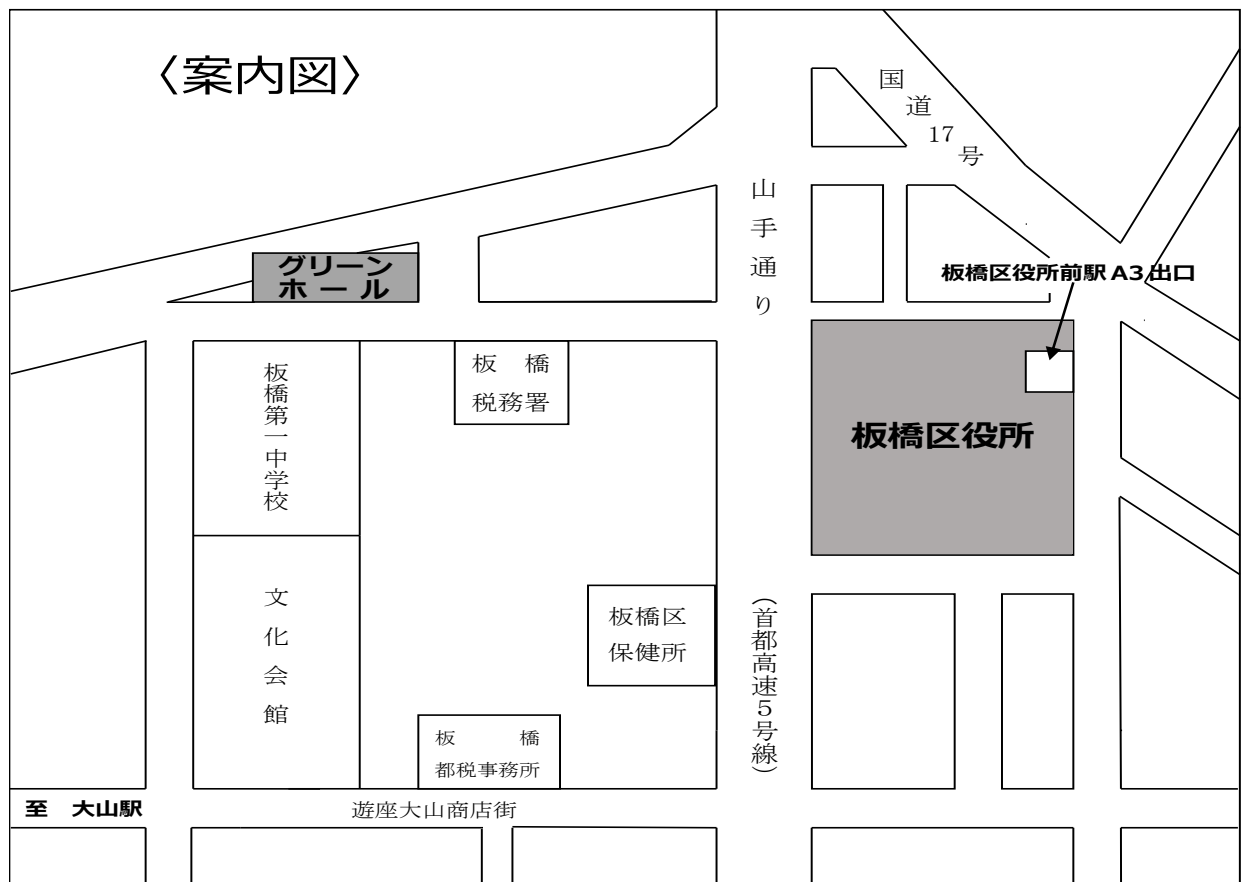 〈案内図〉
国道17号
山手通り
グリーン
ホール
板橋区役所前駅A3出口
板橋第一中学校
板橋
税務署
板橋区役所
文化会館
板橋区
保健所
（首都高速5号線）
板橋
都税事務所
至 大山駅
遊座大山商店街